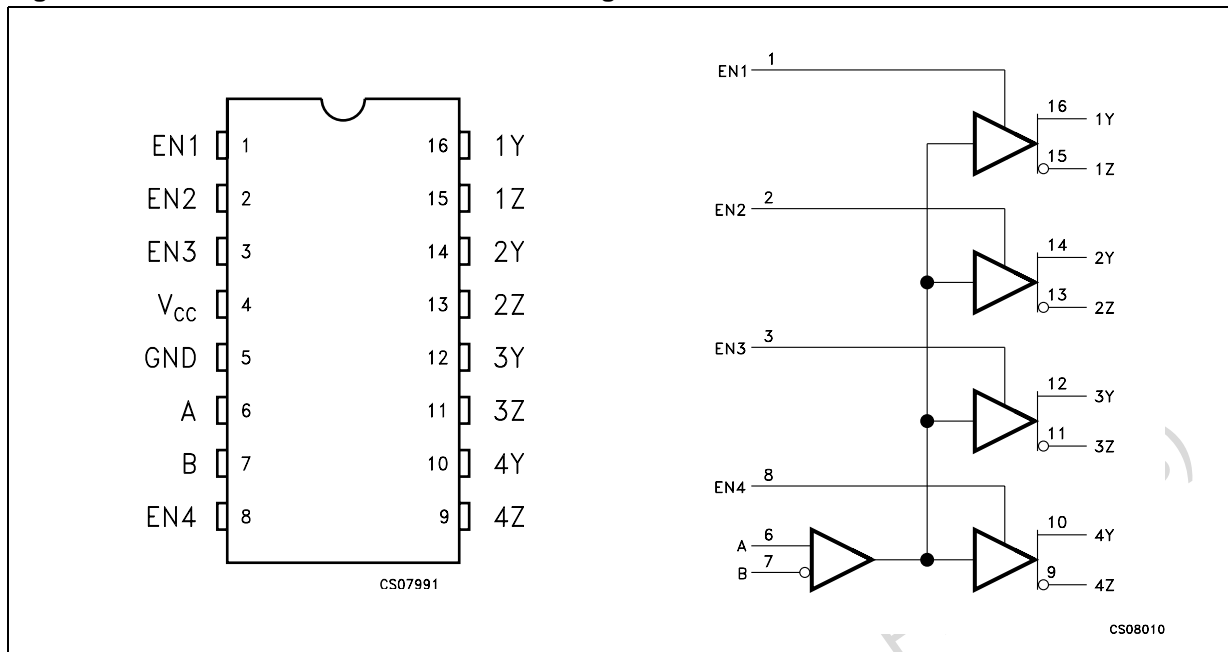 EN1 1 16 1Y
EN2 2 15 1Z
EN3 3 14 2Y
VCC 4 13 2Z
GND 5 12 3Y
A 6 11 3Z
B 7 10 4Y
EN4 8 9 4Z
CS07991
EN1 1
16 1Y
15 1Z
EN2 2
14 2Y
13 2Z
EN3 3
12 3Y
11 3Z
EN4 8
A 6
B 7
10 4Y
9 4Z
CS08010